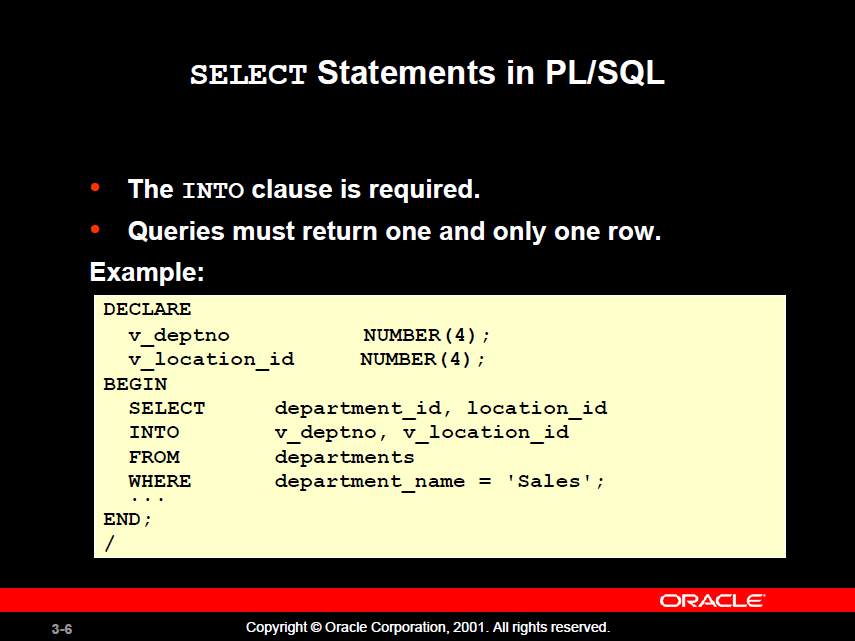 SELECT Statements in PL/SQL
• The INTO clause is required.
• Queries must return one and only one row.
Example:
DECLARE
  v_deptno          NUMBER(4);
  v_location_id     NUMBER(4);
BEGIN
  SELECT     department_id, location_id
  INTO       v_deptno, v_location_id
  FROM       departments
  WHERE      department_name = 'Sales';
  ...
END;
/
ORACLE
3-6 Copyright © Oracle Corporation, 2001. All rights reserved.